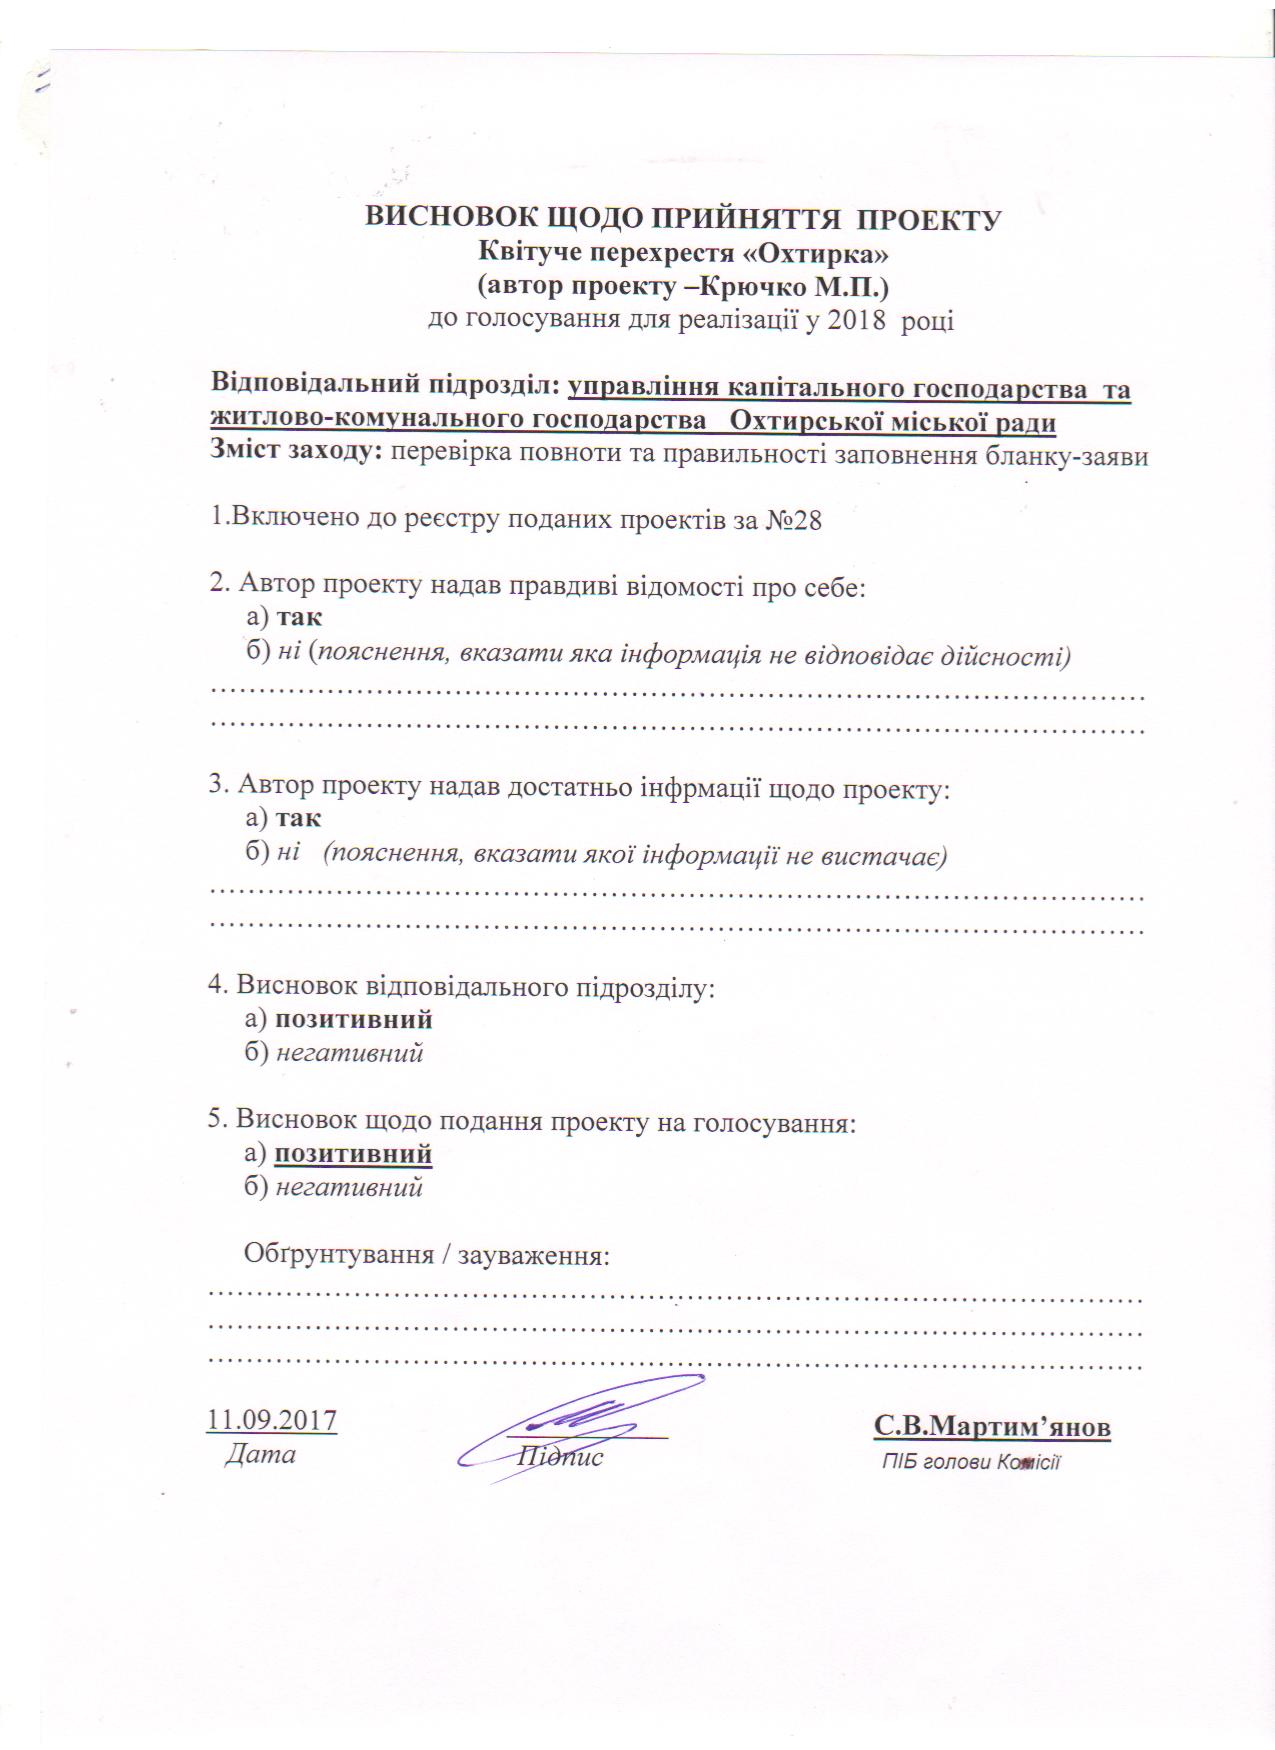 ВИСНОВОК ЩОДО ПРИЙНЯТТЯ ПРОЕКТУ
Квітуче перехрестя «Охтирка»
(автор проекту –Крючко М.П.)
до голосування для реалізації у 2018 році
Відповідальний підрозділ: управління капітального господарства та
житлово-комунального господарства Охтирської міської ради
Зміст заходу: перевірка повноти та правильності заповнення бланку-заяви
1.Включено до реєстру поданих проектів за №28
2. Автор проекту надав правдиві відомості про себе:
а) так
б) ні (пояснення, вказати яка інформація не відповідає дійсності)
………………………………………………………………………………………
………………………………………………………………………………………
3. Автор проекту надав достатньо інфрмації щодо проекту:
а) так
б) ні (пояснення, вказати якої інформації не вистачає)
………………………………………………………………………………………
………………………………………………………………………………………
4. Висновок відповідального підрозділу:
а) позитивний
б) негативний
5. Висновок щодо подання проекту на голосування:
а) позитивний
б) негативний
Обґрунтування / зауваження:
………………………………………………………………………………………
………………………………………………………………………………………
………………………………………………………………………………………
11.09.2017 ___________ С.В.Мартим’янов
Дата Підпис ПІБ голови Комісії